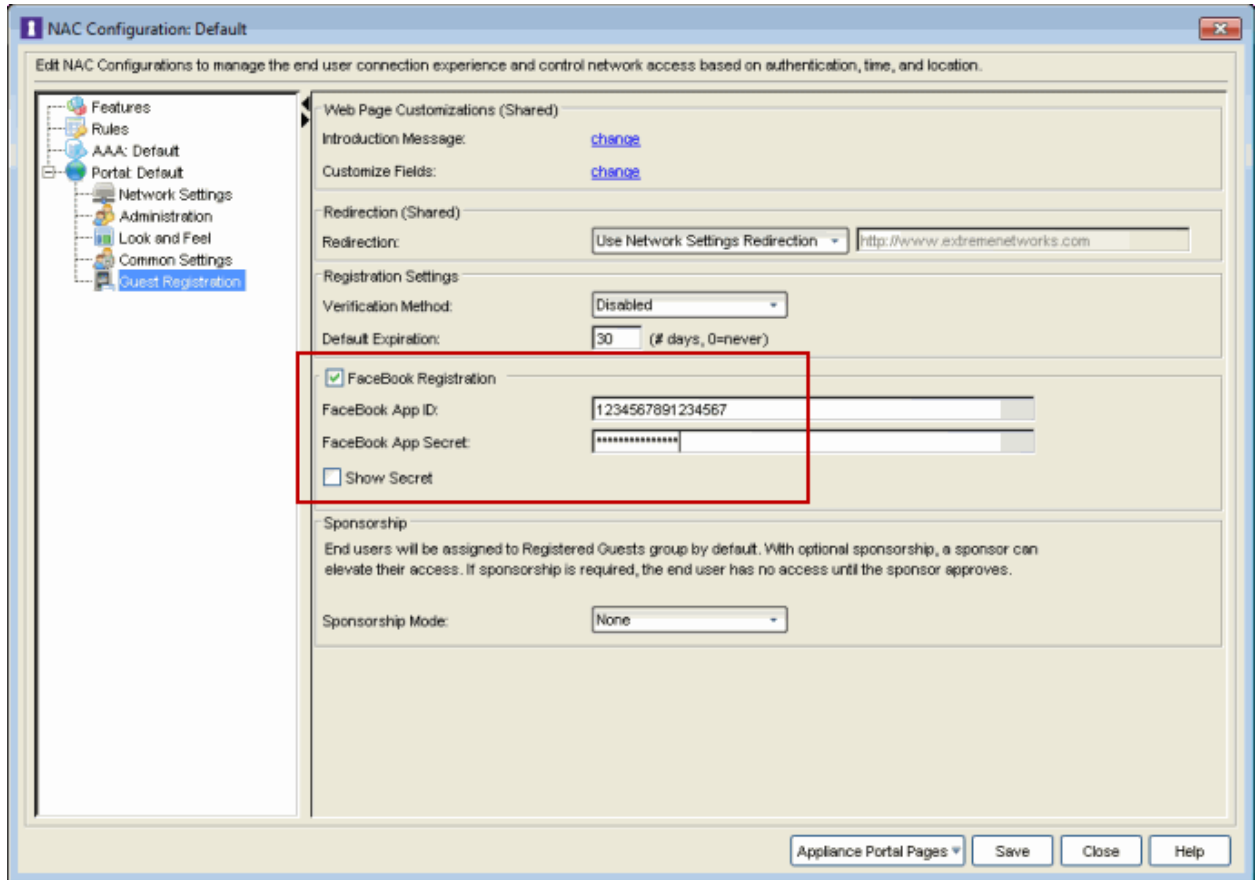 NAC Configuration: Default
Edit NAC Configurations to manage the end user connection experience and control network access based on authentication, time, and location.
Features
Rules
AAA: Default
Portal: Default
Network Settings
Administration
Look and Feel
Common Settings
Guest Registration
Web Page Customizations (Shared)
Introduction Message: change
Customize Fields: change
Redirection (Shared)
Redirection: Use Network Settings Redirection http://www.extremenetworks.com
Registration Settings
Verification Method: Disabled
Default Expiration: 30 (# days, 0=never)
FaceBook Registration
FaceBook App ID: 1234567891234567
FaceBook App Secret: ***************
Show Secret
Sponsorship
End users will be assigned to Registered Guests group by default. With optional sponsorship, a sponsor can
elevate their access. If sponsorship is required, the end user has no access until the sponsor approves.
Sponsorship Mode: None
Appliance Portal Pages Save Close Help